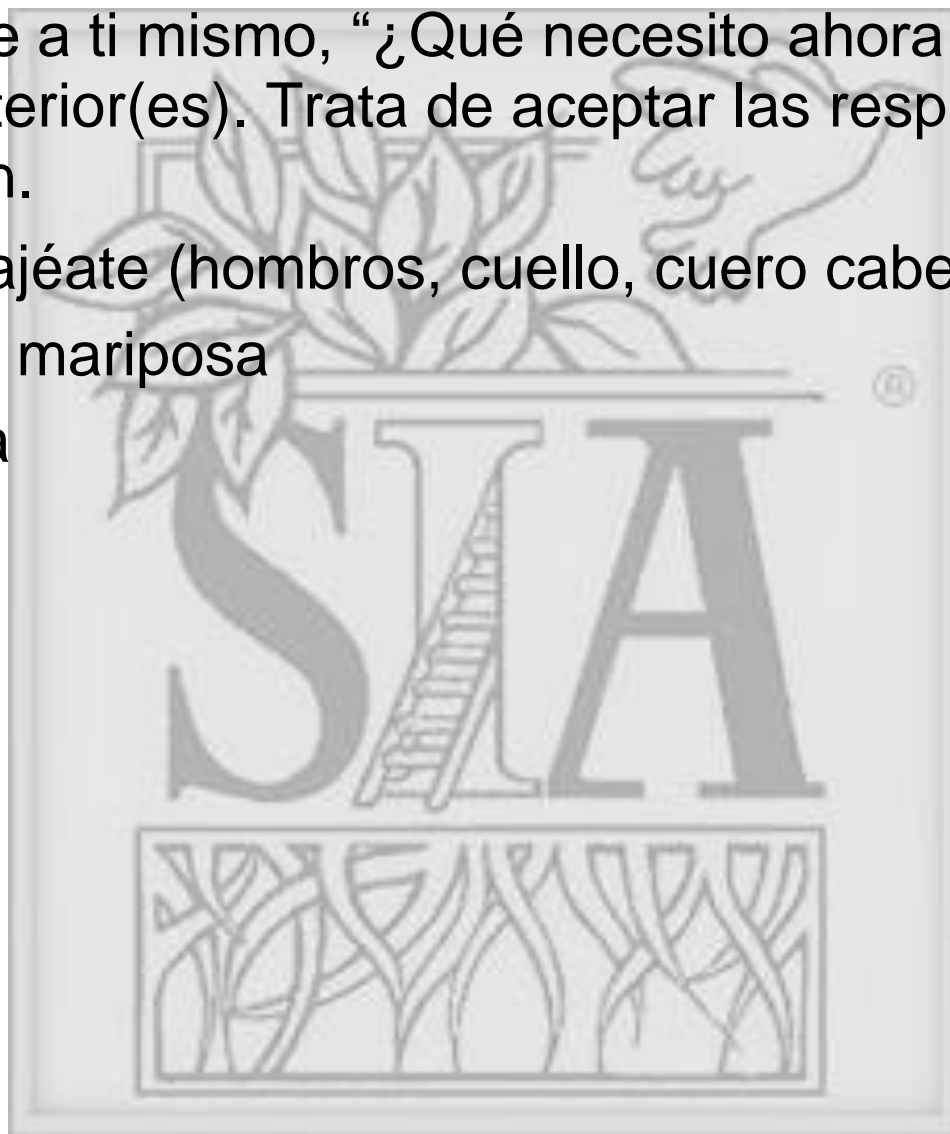 e a ti mismo, “¿Qué necesito ahora
terior(es). Trata de aceptar las resp
n.
ajéate (hombros, cuello, cuero cabe
mariposa
a
SIA
®